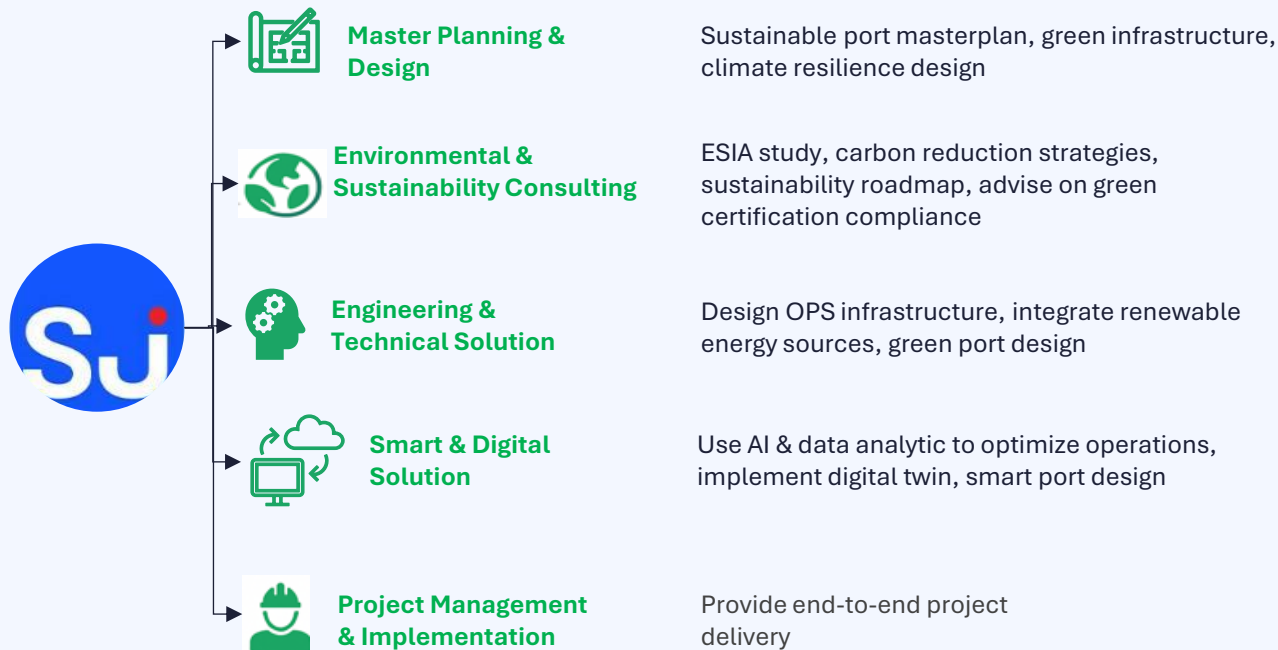 Master Planning &
Design
Sustainable port masterplan, green infrastructure,
climate resilience design
Environmental &
Sustainability Consulting
ESIA study, carbon reduction strategies,
sustainability roadmap, advise on green
certification compliance
SJ
Engineering &
Technical Solution
Design OPS infrastructure, integrate renewable
energy sources, green port design
Smart & Digital
Solution
Use AI & data analytic to optimize operations,
implement digital twin, smart port design
Project Management
& Implementation
Provide end-to-end project
delivery